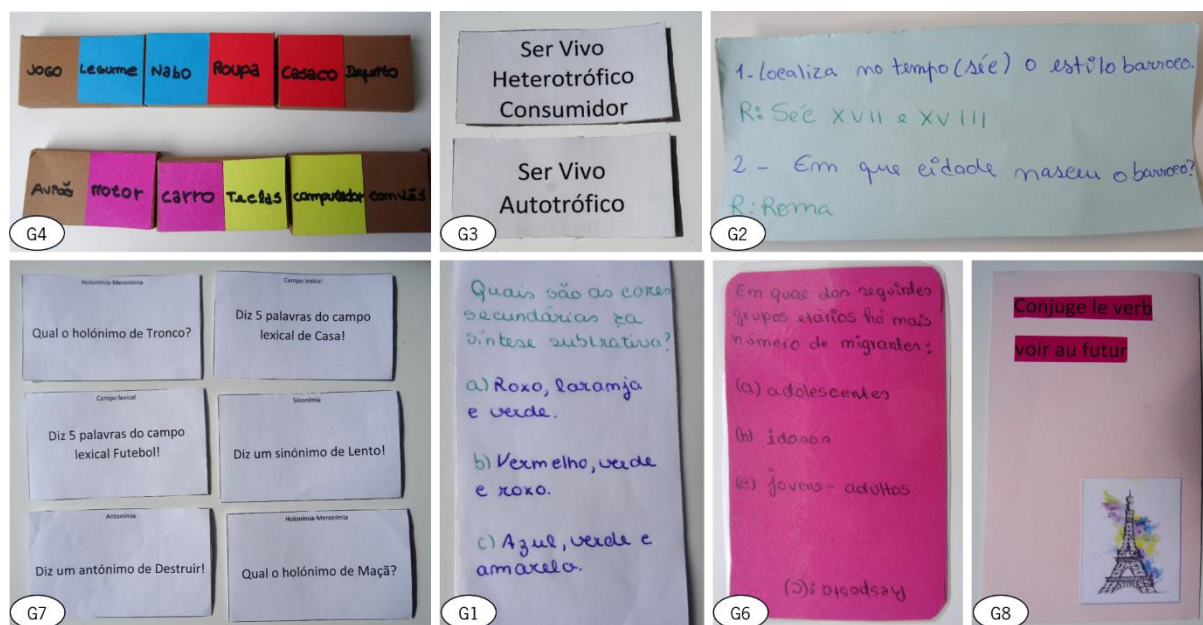 Jogo Legume Nabo Roupa Casaco Desporto
motor carro Teclas computador
G4
Ser Vivo
Heterotrófico
Consumidor
Ser Vivo
Autotrófico
G3
1-Localiza no tempo (séc) o estilo barroco.
R: Séc XVII e XVIII
2 - Em que cidade nasceu o barroco?
R: Roma
G2
Holonímia-Meronímia
Qual o holónimo de Tronco?
Campo lexical
Diz 5 palavras do campo
lexical de Casa!
Campo lexical
Diz 5 palavras do campo
lexical Futebol!
Sinonímia
Diz um sinónimo de Lento!
Antonímia
Diz um antónimo de Destruir!
Holonímia-Meronímia
Qual o holónimo de Maçã?
G7
Quais são as cores
secundárias na
síntese subtrativa?
a) Roxo, laranja
e verde.
b) Vermelho, verde
e roxo.
c) Azul, verde e
amarelo.
G1
Em qual dos seguintes
grupos etários há mais
número de migrantes:
(a) adolescentes
(b) idosos
(c) jovens-adultos
Resposta:(c)
G6
Conjuge le verb
voir au futur
G8